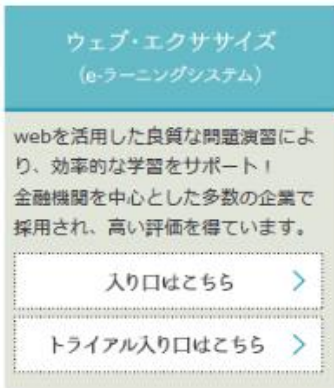 ウェブ・エクササイズ
(e-ラーニングシステム)
webを活用した良質な問題演習によ
り、効率的な学習をサポート！
金融機関を中心とした多数の企業で
採用され、高い評価を得ています。
入り口はこちら
トライアル入り口はこちら